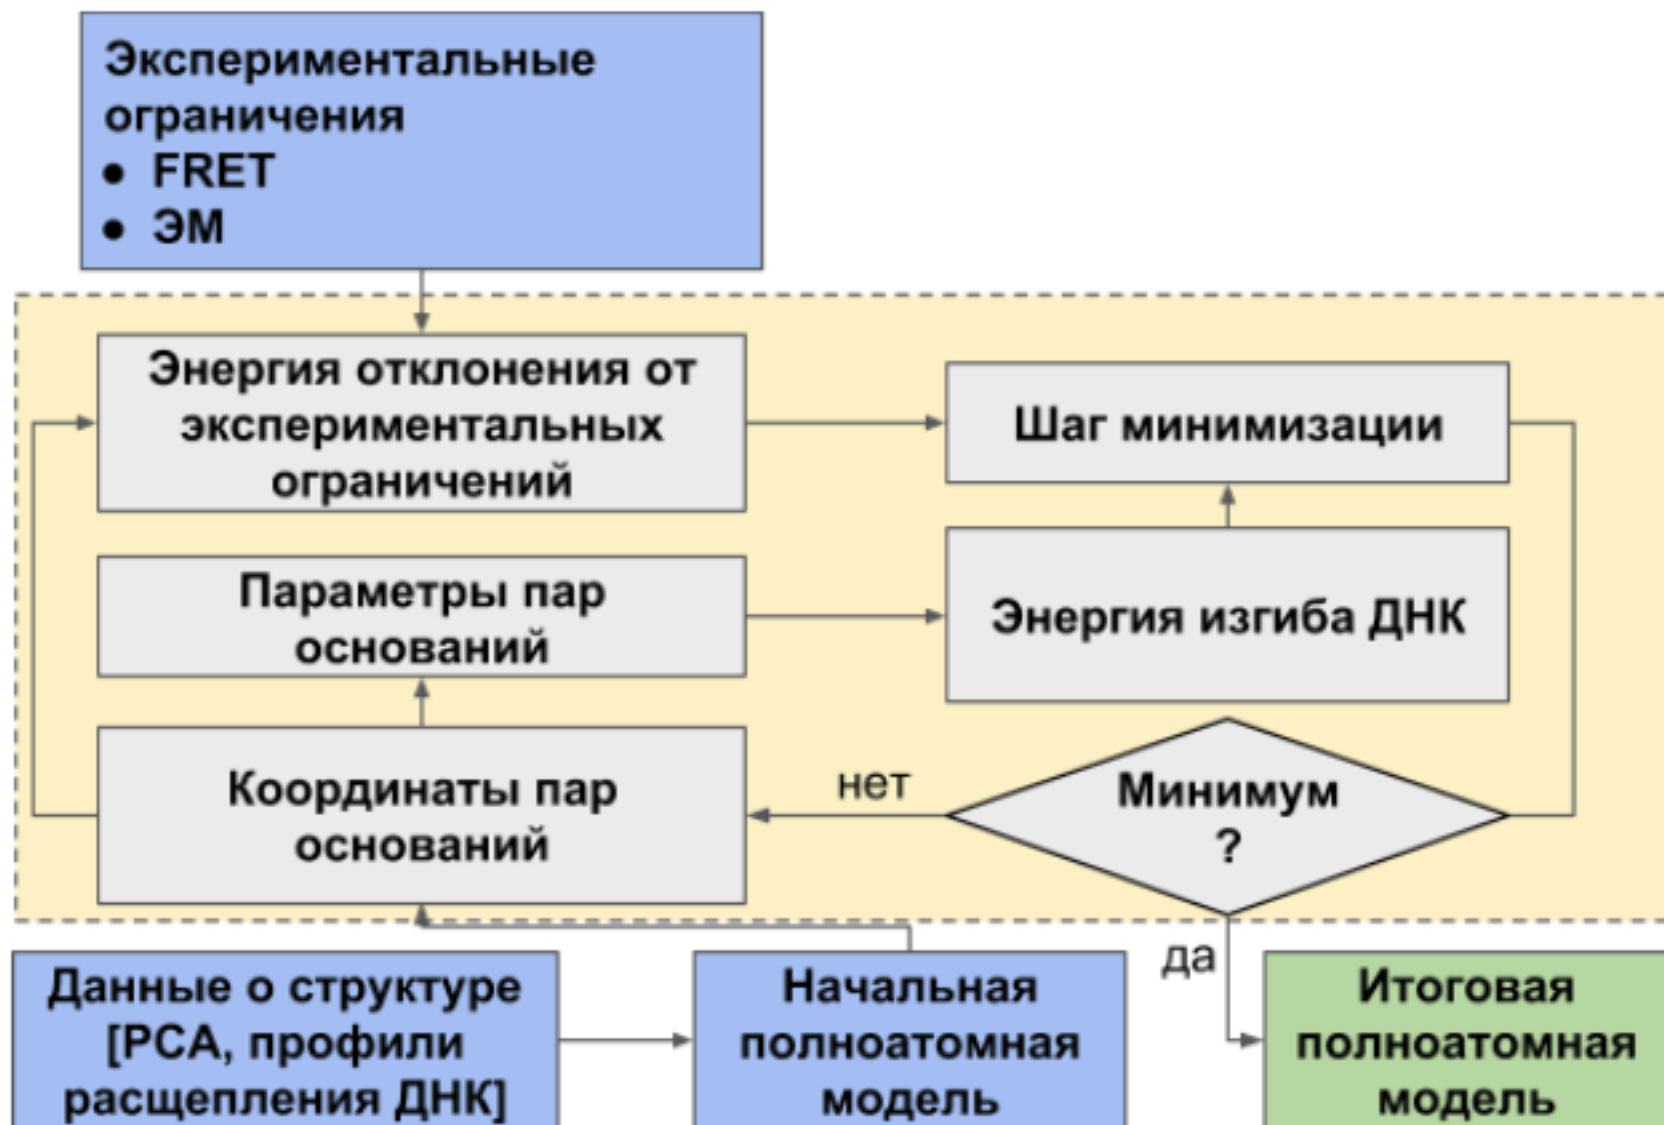 Экспериментальные
ограничения
● FRET
● ЭМ
Энергия отклонения от
экспериментальных
ограничений
Шаг минимизации
Параметры пар
оснований
Энергия изгиба ДНК
Координаты пар
оснований
нет
Минимум
?
да
Данные о структуре
[РСА, профили
расщепления ДНК]
Начальная
полноатомная
модель
Итоговая
полноатомная
модель